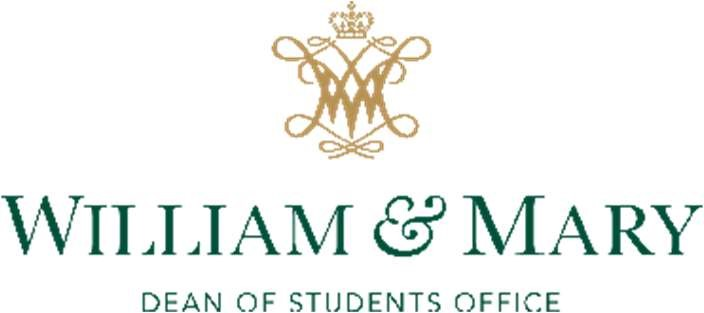 WILLIAM & MARY
DEAN OF STUDENTS OFFICE